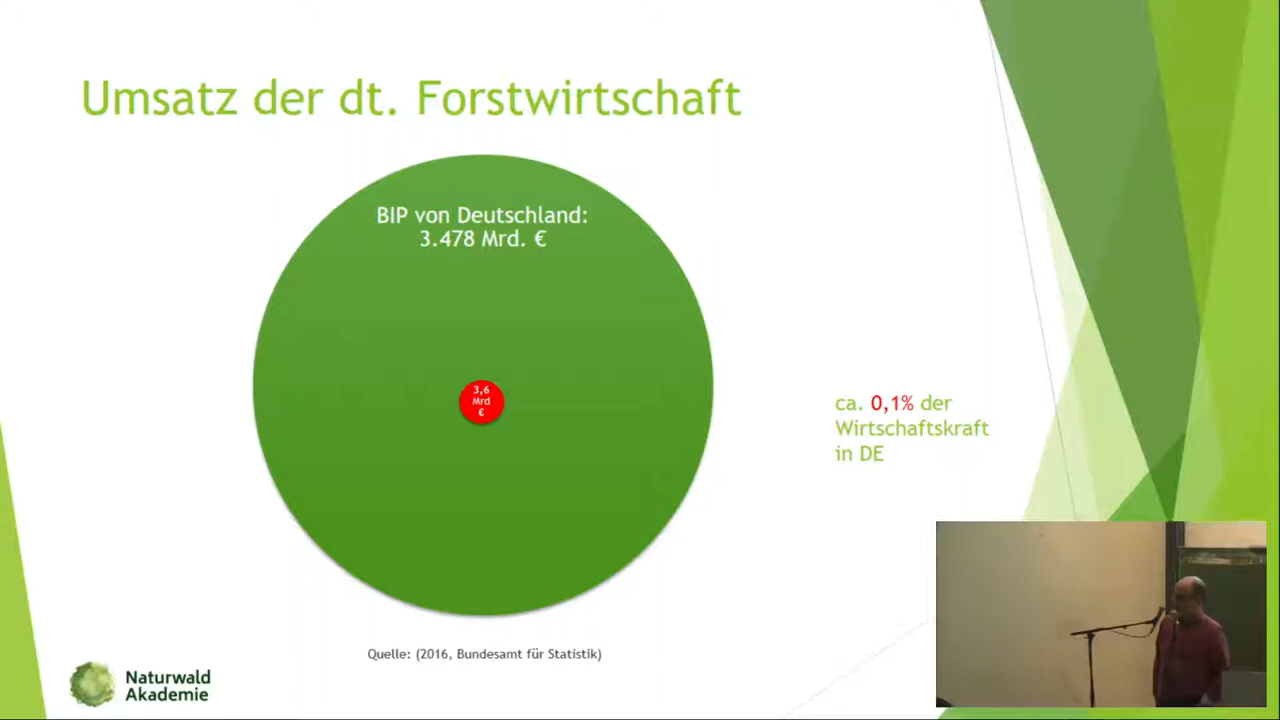 Umsatz der dt. Forstwirtschaft
BIP von Deutschland:
3.478 Mrd. €
3,6
Mrd
€
ca. 0,1% der
Wirtschaftskraft
in DE
Quelle: (2016, Bundesamt für Statistik)
Naturwald
Akademie